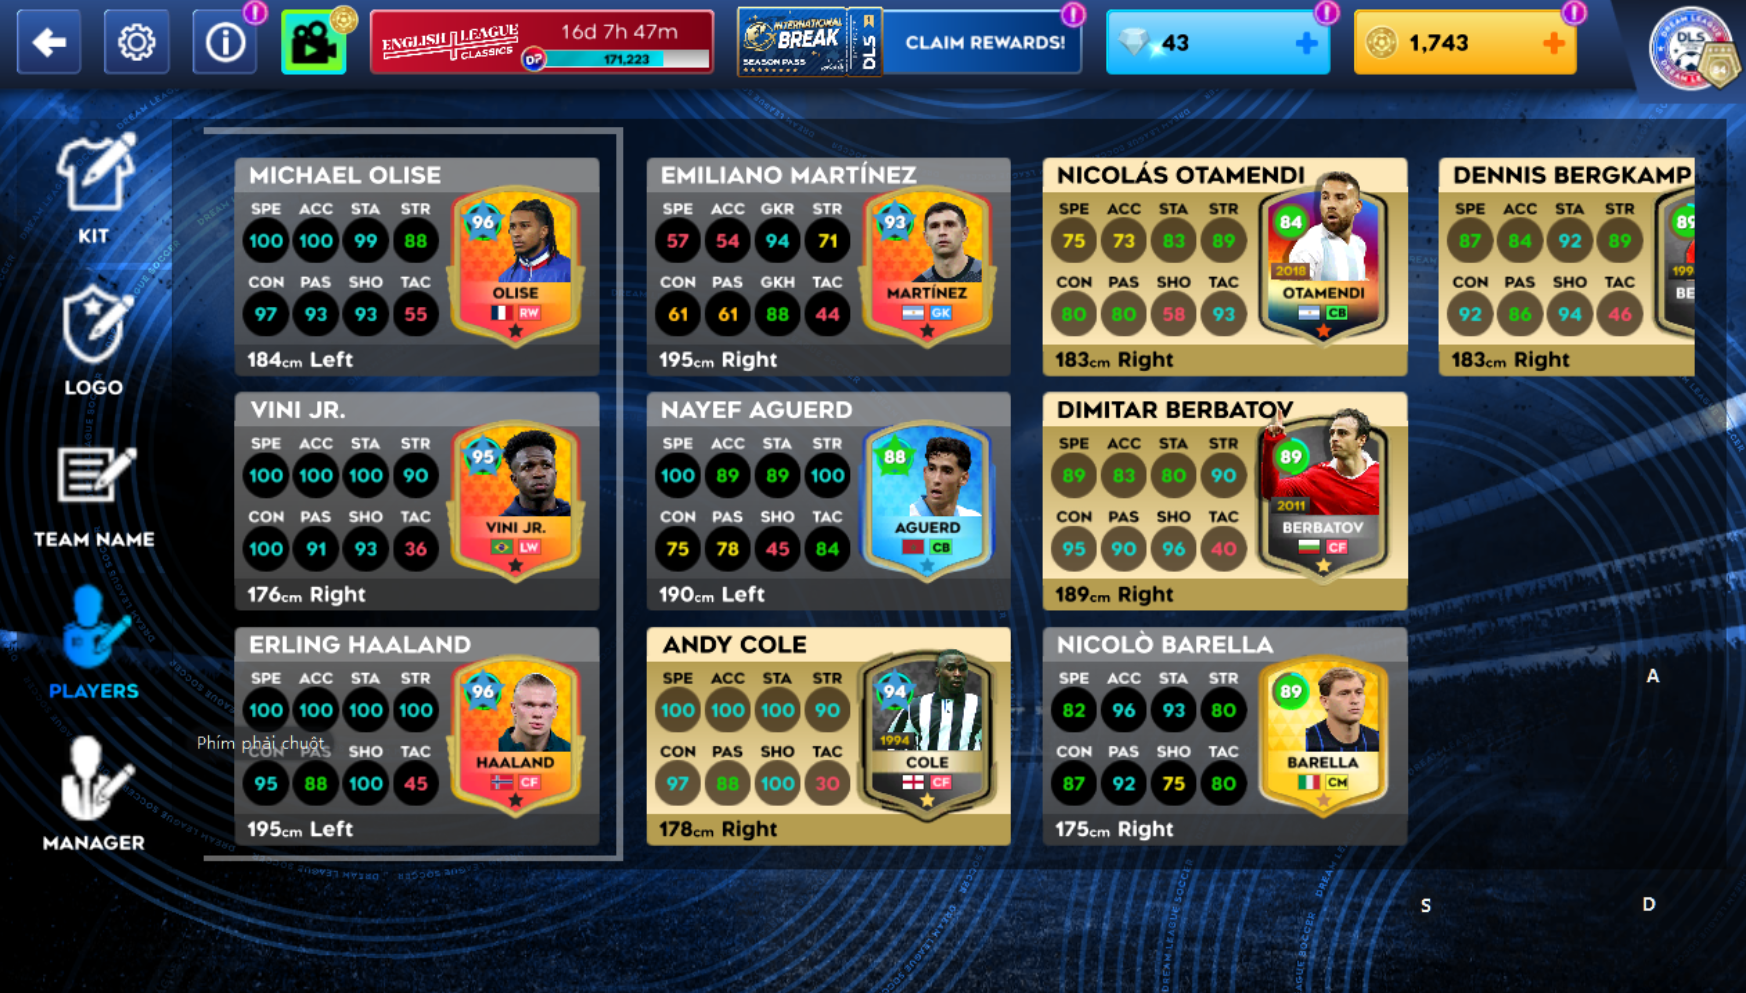 ENGLISH LEAGUE
CLASSICS
16d 7h 47m
DP
171,223
INTERNATIONAL
BREAK
SEASON PASS
DLS
CLAIM REWARDS!
43
1,743
DLS
84
KIT
LOGO
TEAM NAME
PLAYERS
MANAGER
MICHAEL OLISE
SPE ACC STA STR
100 100 99 88
CON PAS SHO TAC
97 93 93 55
96
OLISE
RW
184cm Left
EMILIANO MARTÍNEZ
SPE ACC GKR STR
57 54 94 71
CON PAS GKH TAC
61 61 88 44
93
MARTÍNEZ
GK
195cm Right
NICOLÁS OTAMENDI
SPE ACC STA STR
75 73 83 89
CON PAS SHO TAC
80 80 58 93
84
2018
OTAMENDI
CB
183cm Right
DENNIS BERGKAMP
SPE ACC STA STR
87 84 92 89
CON PAS SHO TAC
92 86 94 46
89
199
BE
183cm Right
VINI JR.
SPE ACC STA STR
100 100 100 90
CON PAS SHO TAC
100 91 93 36
95
VINI JR.
LW
176cm Right
NAYEF AGUERD
SPE ACC STA STR
100 89 89 100
CON PAS SHO TAC
75 78 45 84
88
AGUERD
CB
190cm Left
DIMITAR BERBATOV
SPE ACC STA STR
89 83 80 90
CON PAS SHO TAC
95 90 96 40
89
2011
BERBATOV
CF
189cm Right
ERLING HAALAND
SPE ACC STA STR
100 100 100 100
Phím phải chuột
CON PAS SHO TAC
95 88 100 45
96
HAALAND
CF
195cm Left
ANDY COLE
SPE ACC STA STR
100 100 100 90
CON PAS SHO TAC
97 88 100 30
94
1994
COLE
CF
178cm Right
NICOLÒ BARELLA
SPE ACC STA STR
82 96 93 80
CON PAS SHO TAC
87 92 75 80
89
BARELLA
CM
175cm Right
A
S
D